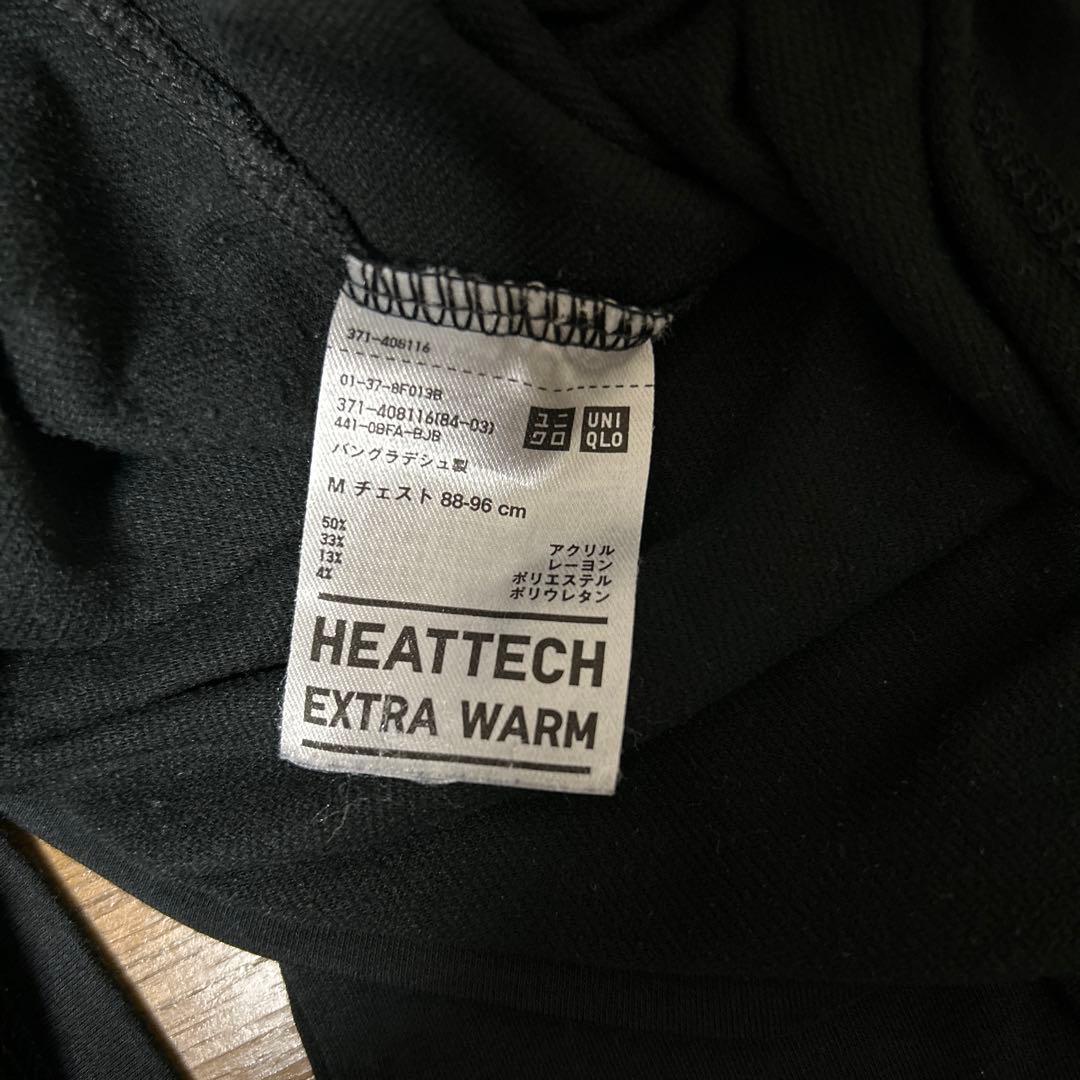 371-408116
01-37-8F013B
371-408116(84-03)
441-0BFA-BJB
ユニ
クロ
UNI
QLO
バングラデシュ製
M チェスト 88-96 cm
50% アクリル
33% レーヨン
13% ポリエステル
4% ポリウレタン
HEATTECH
EXTRA WARM